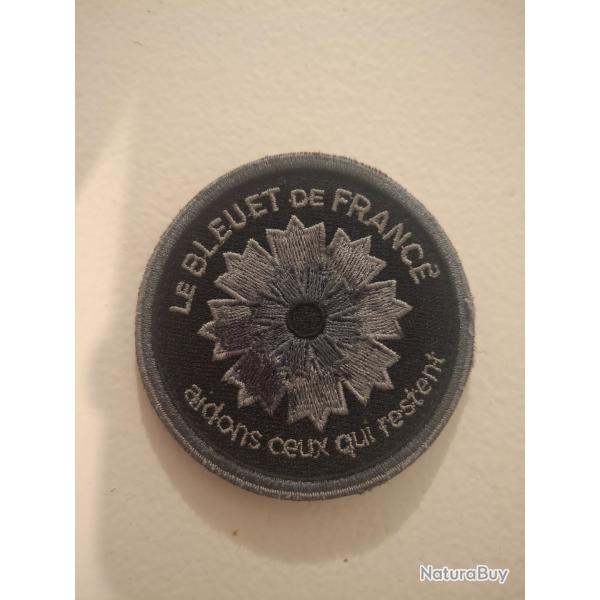 LE BLEUET DE FRANCE
aidons ceux qui restent
NaturaBuy